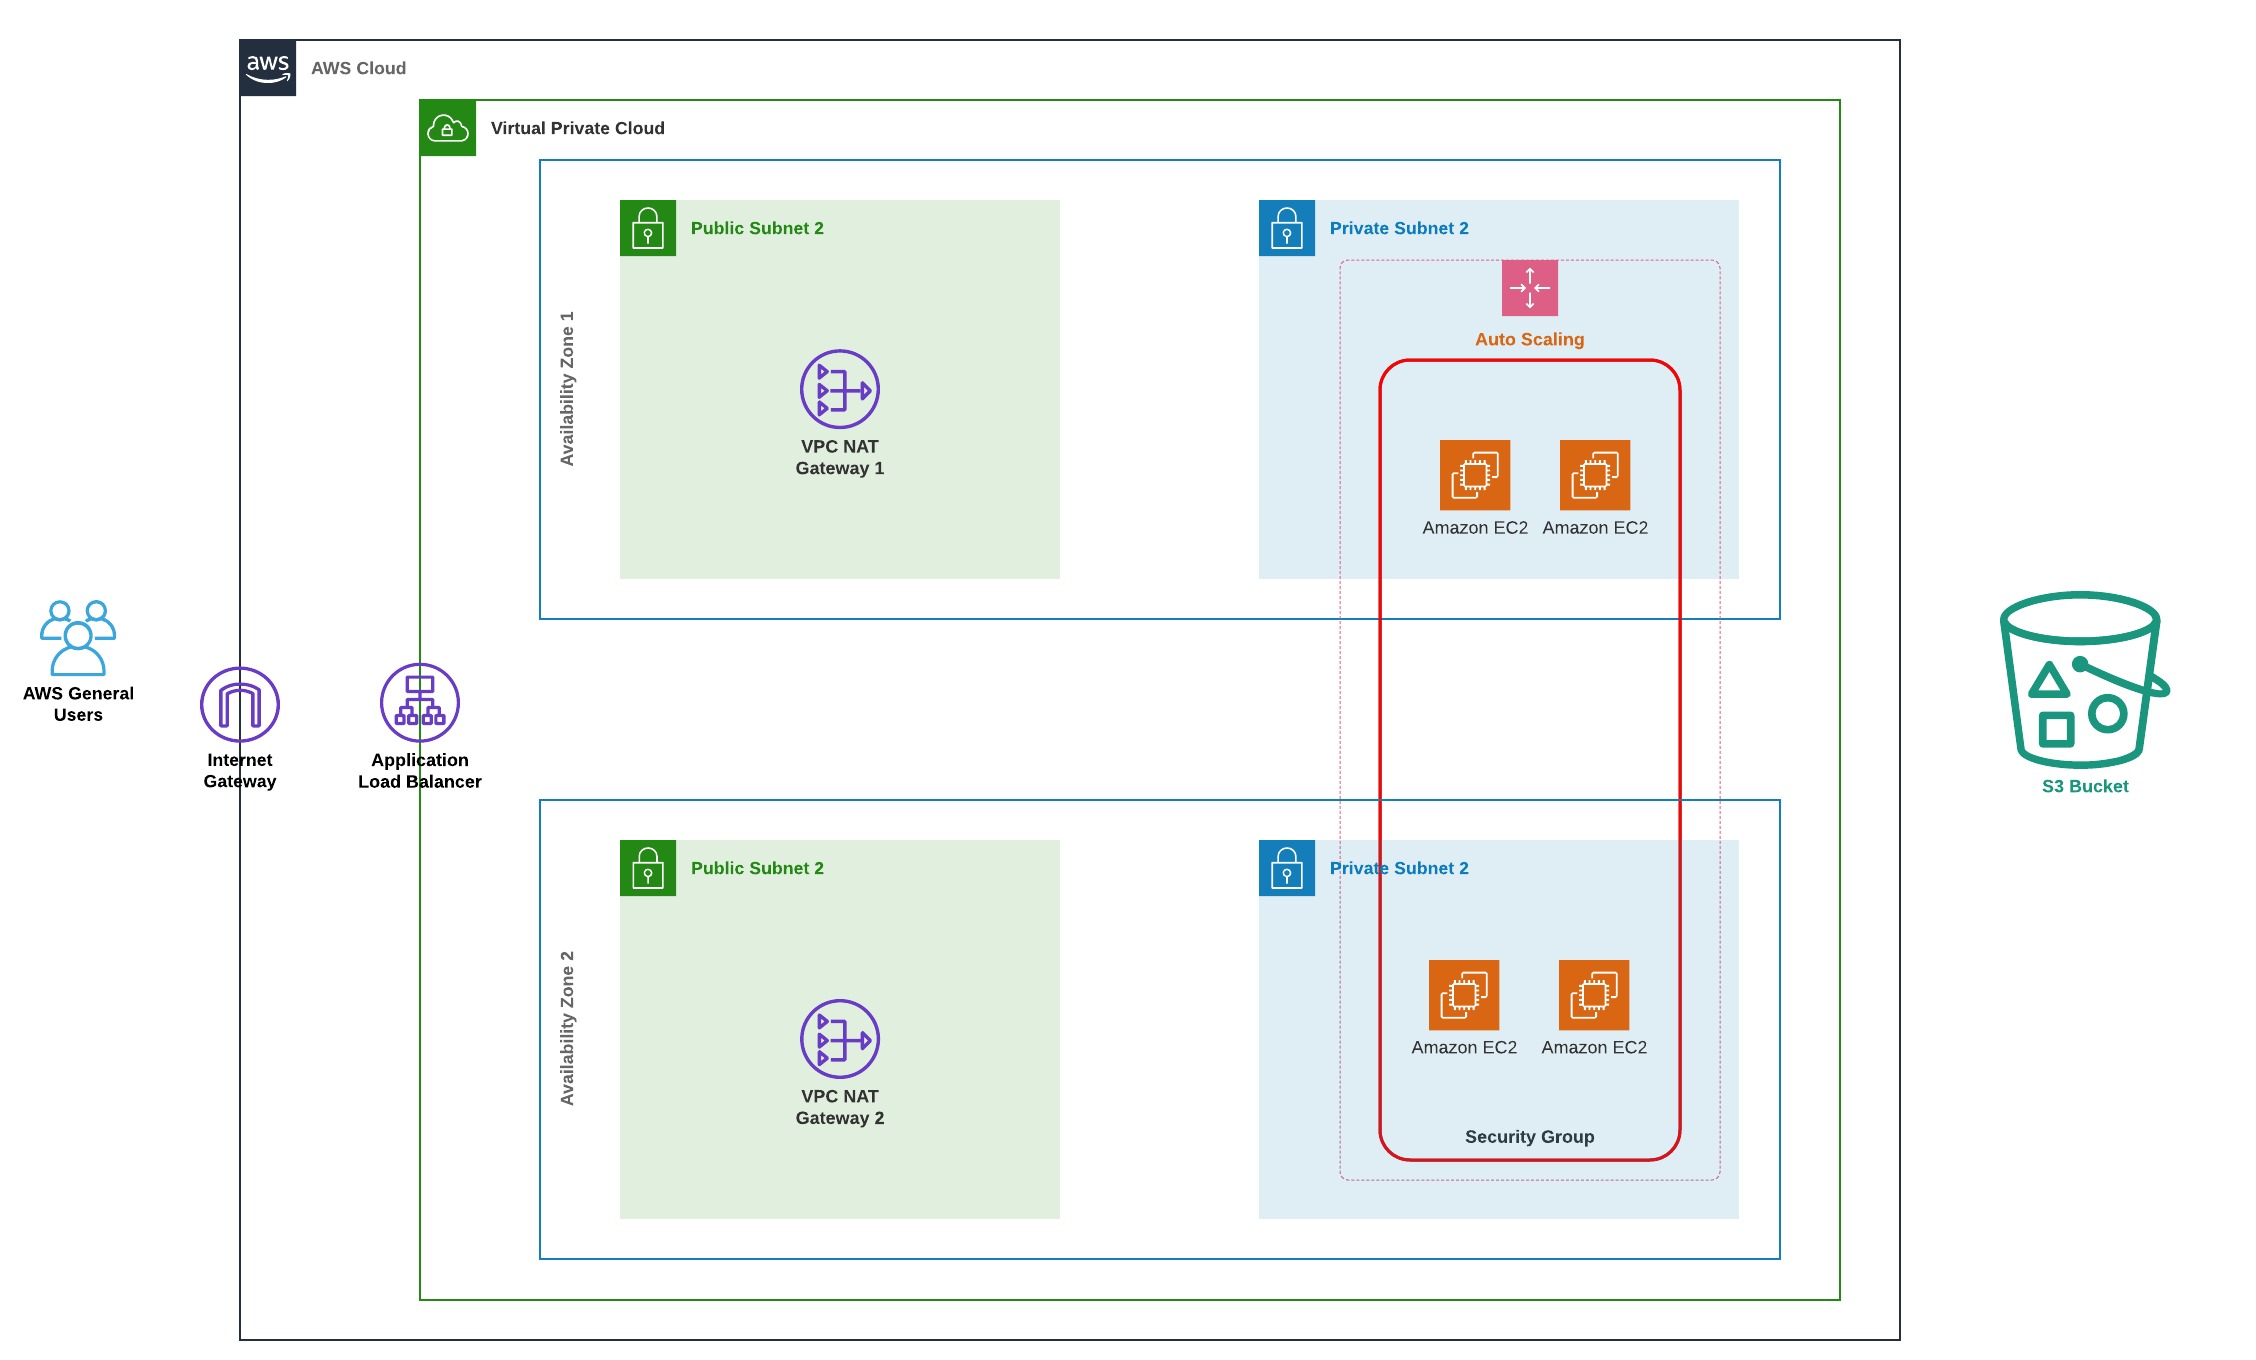 aws
AWS Cloud
Virtual Private Cloud
Public Subnet 2
Private Subnet 2
Auto Scaling
Availability Zone 1
VPC NAT
Gateway 1
Amazon EC2
Amazon EC2
AWS General
Users
Internet
Gateway
Application
Load Balancer
S3 Bucket
Public Subnet 2
Private Subnet 2
Availability Zone 2
VPC NAT
Gateway 2
Amazon EC2
Amazon EC2
Security Group